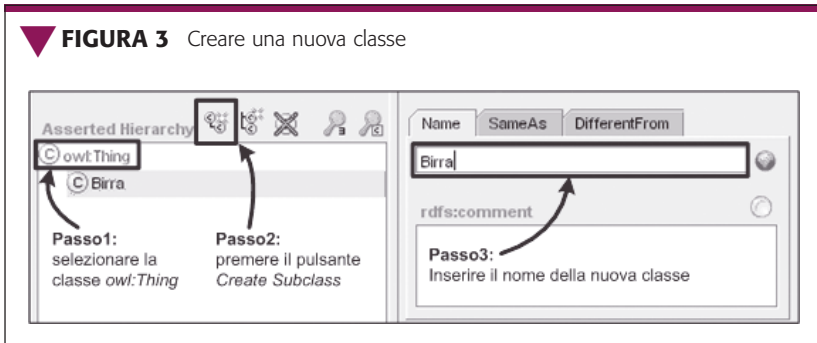 FIGURA 3 Creare una nuova classe
Asserted Hierarchy
owl:Thing
Birra
Passo1:
selezionare la
classe owl:Thing
Passo2:
premere il pulsante
Create Subclass
Name SameAs DifferentFrom
Birra
rdfs:comment
Passo3:
Inserire il nome della nuova classe